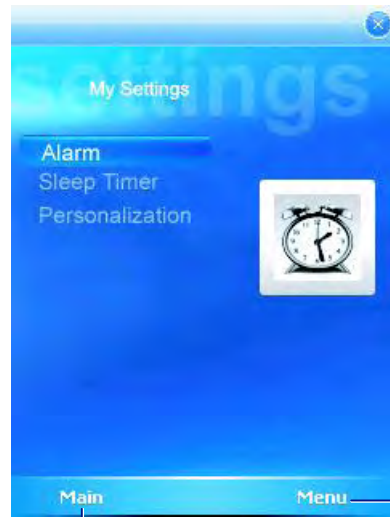 settings
My Settings
Alarm
Sleep Timer
Personalization
Main Menu